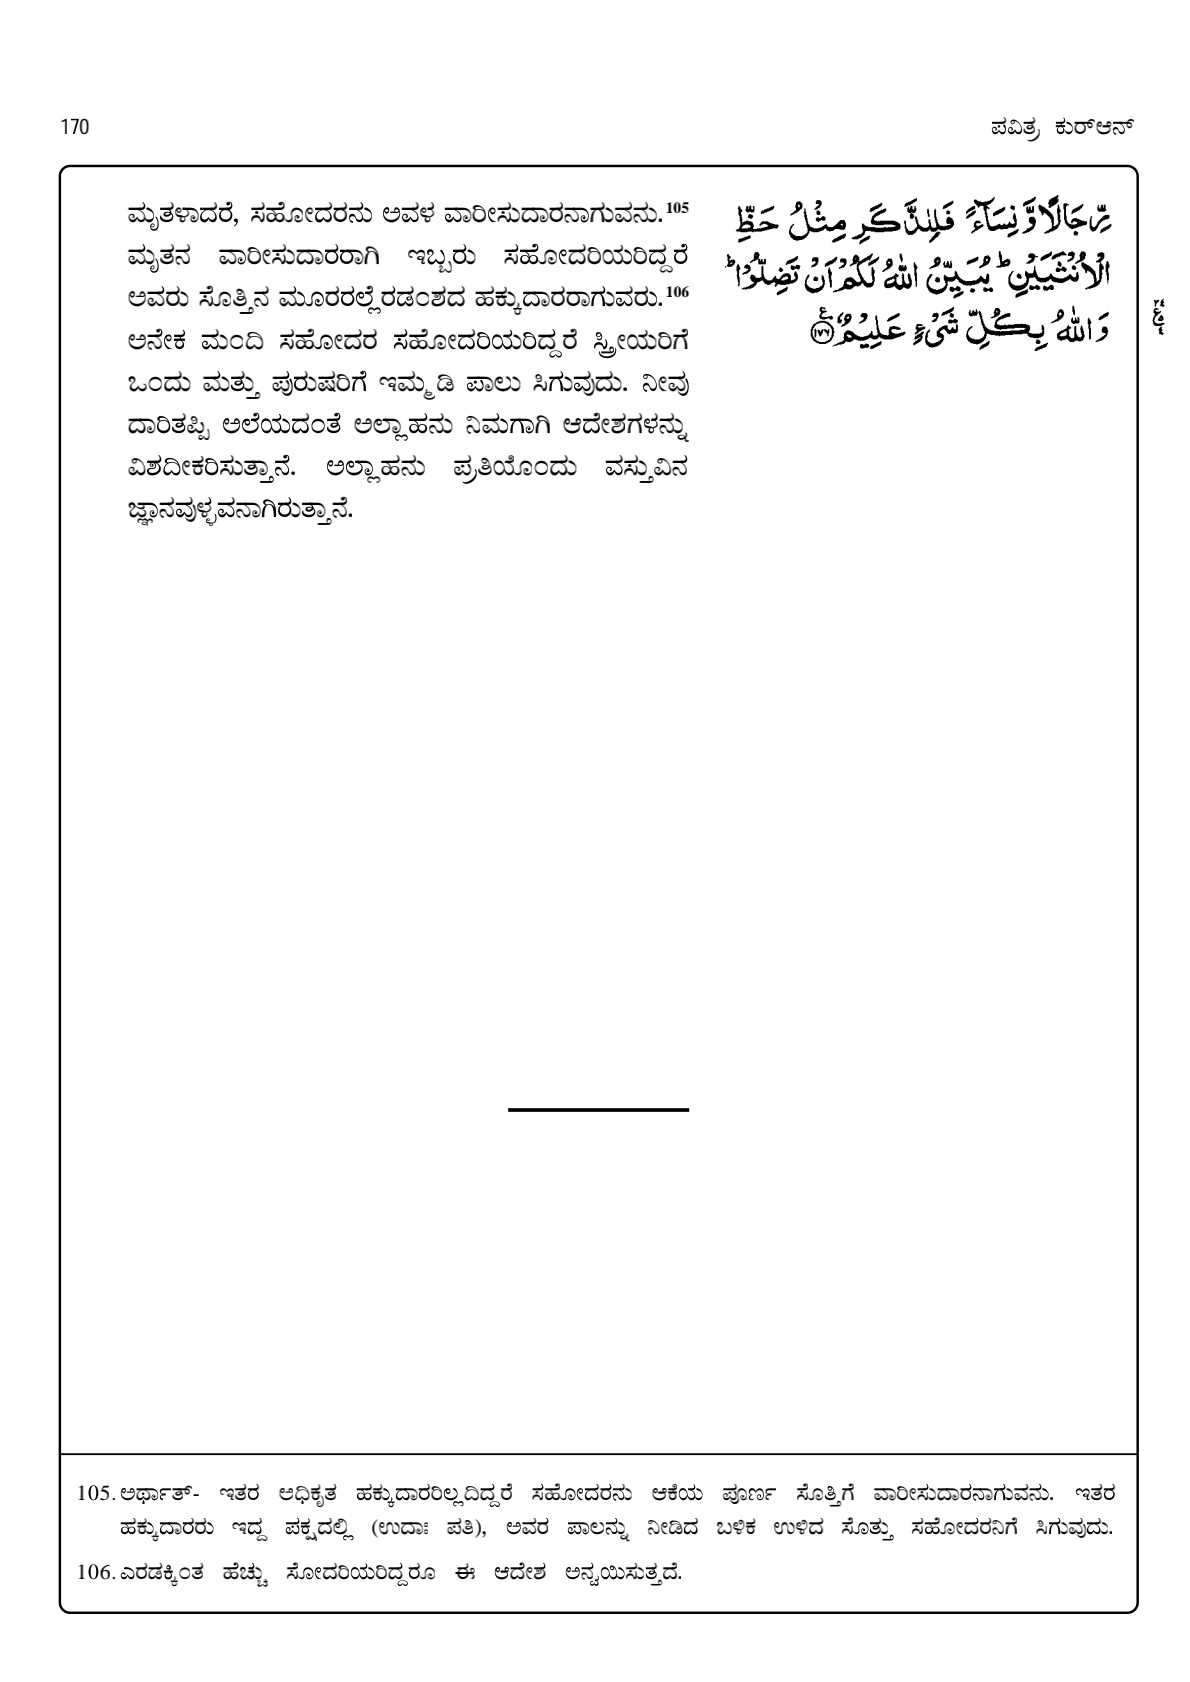 170
ಪವಿತ್ರ ಕುರ್‌ಆನ್
ಮೃತಳಾದರೆ, ಸಹೋದರನು ಅವಳ ವಾರೀಸುದಾರನಾಗುವನು.105
ಮೃತನ ವಾರೀಸುದಾರರಾಗಿ ಇಬ್ಬರು ಸಹೋದರಿಯರಿದ್ದರೆ
ಅವರು ಸೊತ್ತಿನ ಮೂರರಲ್ಲೆರಡಂಶದ ಹಕ್ಕುದಾರರಾಗುವರು.106
ಅನೇಕ ಮಂದಿ ಸಹೋದರ ಸಹೋದರಿಯರಿದ್ದರೆ ಸ್ತ್ರೀಯರಿಗೆ
ಒಂದು ಮತ್ತು ಪುರುಷರಿಗೆ ಇಮ್ಮಡಿ ಪಾಲು ಸಿಗುವುದು. ನೀವು
ದಾರಿತಪ್ಪಿ ಅಲೆಯದಂತೆ ಅಲ್ಲಾಹನು ನಿಮಗಾಗಿ ಆದೇಶಗಳನ್ನು
ವಿಶದೀಕರಿಸುತ್ತಾನೆ. ಅಲ್ಲಾಹನು ಪ್ರತಿಯೊಂದು ವಸ್ತುವಿನ
ಜ್ಞಾನವುಳ್ಳವನಾಗಿರುತ್ತಾನೆ.
رِّجَالًا وَّنِسَآءً فَلِلذَّكَرِ مِثْلُ حَظِّ
الْاُنْثَيَيْنِ ؕ يُبَيِّنُ اللّٰهُ لَكُمْ اَنْ تَضِلُّوْا ؕ
وَاللّٰهُ بِكُلِّ شَىْءٍ عَلِيْمٌ ۧ ﴿۱۷۶﴾
105. ಅರ್ಥಾತ್- ಇತರ ಅಧಿಕೃತ ಹಕ್ಕುದಾರರಿಲ್ಲದಿದ್ದರೆ ಸಹೋದರನು ಆಕೆಯ ಪೂರ್ಣ ಸೊತ್ತಿಗೆ ವಾರೀಸುದಾರನಾಗುವನು. ಇತರ
ಹಕ್ಕುದಾರರು ಇದ್ದ ಪಕ್ಷದಲ್ಲಿ (ಉದಾಃ ಪತಿ), ಅವರ ಪಾಲನ್ನು ನೀಡಿದ ಬಳಿಕ ಉಳಿದ ಸೊತ್ತು ಸಹೋದರನಿಗೆ ಸಿಗುವುದು.
106. ಎರಡಕ್ಕಿಂತ ಹೆಚ್ಚು ಸೋದರಿಯರಿದ್ದರೂ ಈ ಆದೇಶ ಅನ್ವಯಿಸುತ್ತದೆ.